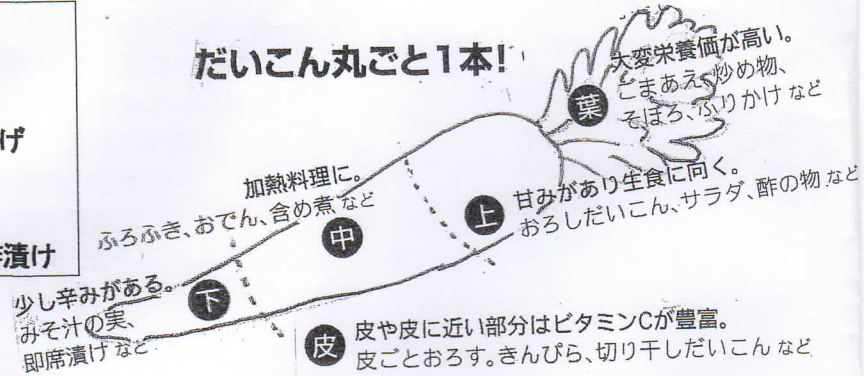 だいこん丸ごと1本!
葉
大変栄養価が高い。
ごまあえ、炒め物、
そぼろ、ふりかけ など
上
甘みがあり生食に向く。
おろしだいこん、サラダ、酢の物 など
中
加熱料理に。
ふろふき、おでん、含め煮 など
下
少し辛みがある。
みそ汁の実、
即席漬け など
皮
皮や皮に近い部分はビタミンCが豊富。
皮ごとおろす。きんぴら、切り干しだいこん など
げ
漬け